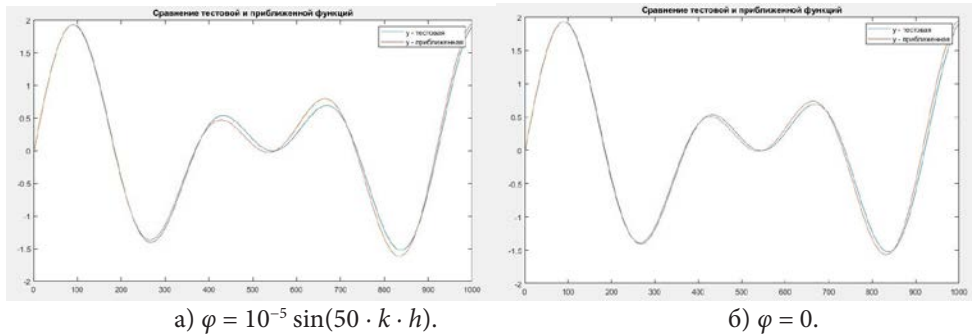 Сравнение тестовой и приближенной функций
y - тестовая
y - приближенная
2
1.5
1
0.5
0
0.5
-1
-1.5
-2
0 100 200 300 400 500 600 700 800 900 1000
а) φ = 10⁻⁵ sin(50 · k · h).
Сравнение тестовой и приближенной функций
y - тестовая
y - приближенная
2
1.5
1
0.5
0
0.5
-1
-1.5
-2
0 100 200 300 400 500 600 700 800 900 1000
б) φ = 0.